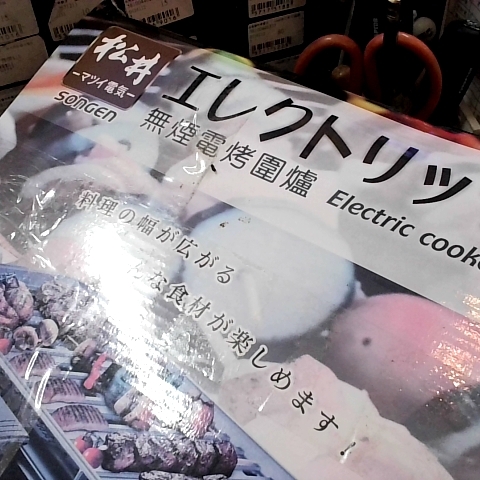 松井
ーマツイ電気ー
SONGEN
エレクトリッ
無煙電烤圍爐
Electric cook
料理の幅が広がる
な食材が楽しめます！